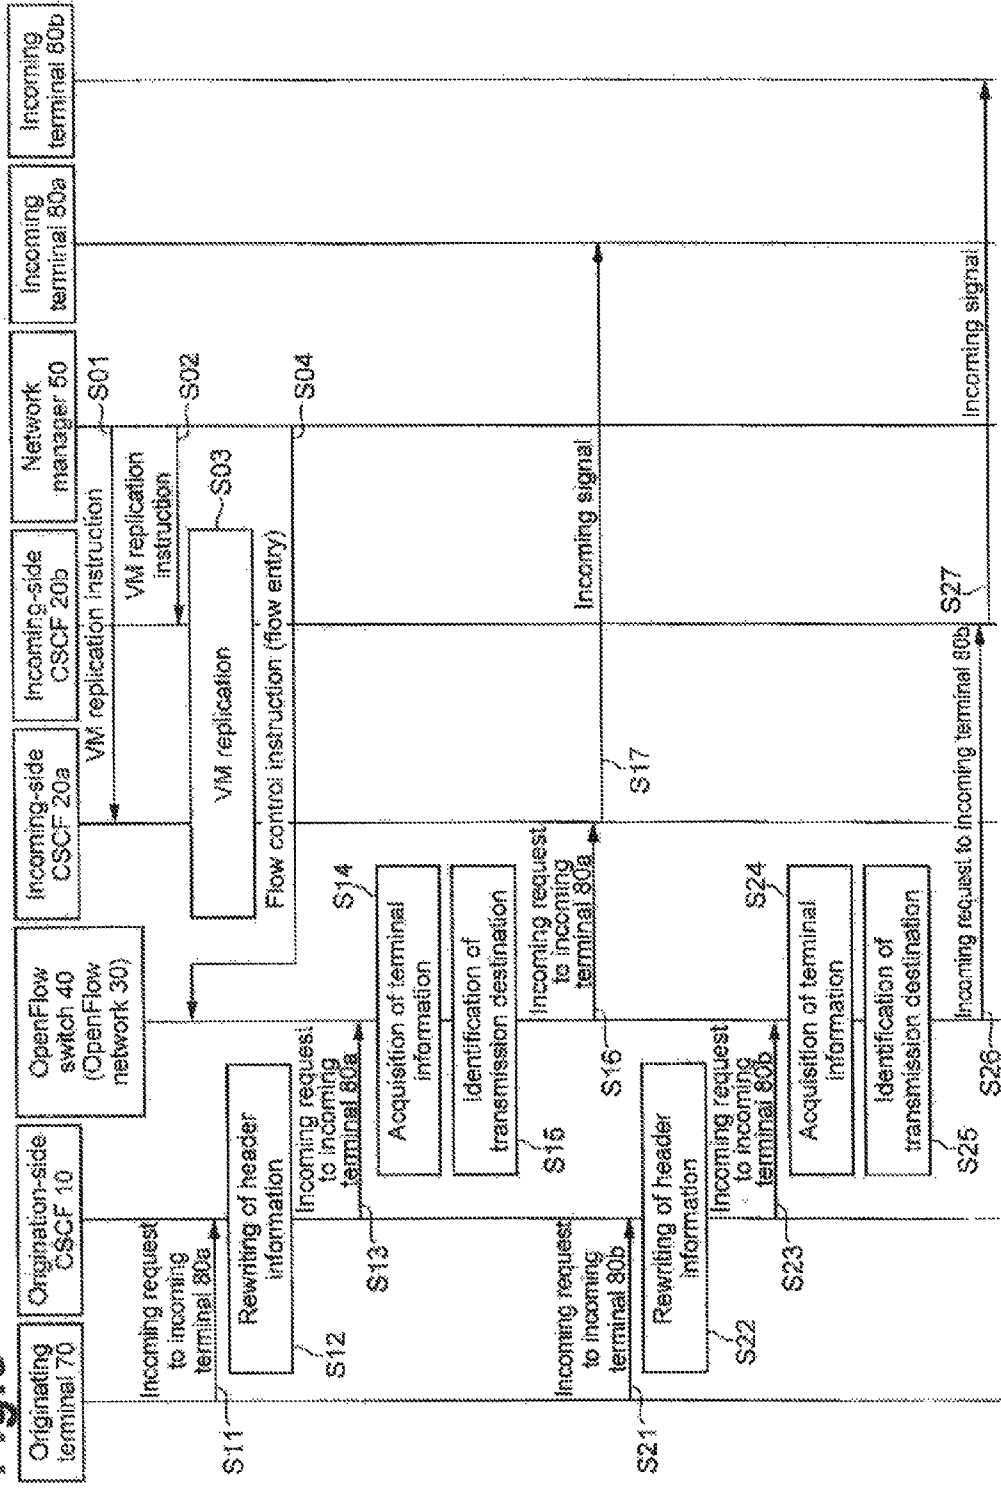 Originating
terminal 70
Origination-side
CSCF 10
OpenFlow
switch 40
(OpenFlow
network 30)
Incoming-side
CSCF 20a
Incoming-side
CSCF 20b
Network
manager 50
Incoming
terminal 80a
Incoming
terminal 80b
VM replication instruction
S01
VM replication
instruction
S02
VM replication
S03
Flow control instruction (flow entry)
S04
Incoming request
to incoming
terminal 80a
S11
Rewriting of header
information
S12
Incoming request
to incoming
terminal 80a
S13
Acquisition of terminal
information
S14
Identification of
transmission destination
S15
Incoming request
to incoming
terminal 80a
S16
Incoming signal
S17
Incoming request
to incoming
terminal 80b
S21
Rewriting of header
information
S22
Incoming request
to incoming
terminal 80b
S23
Acquisition of terminal
information
S24
Identification of
transmission destination
S25
Incoming request to incoming terminal 80b
S26
Incoming signal
S27